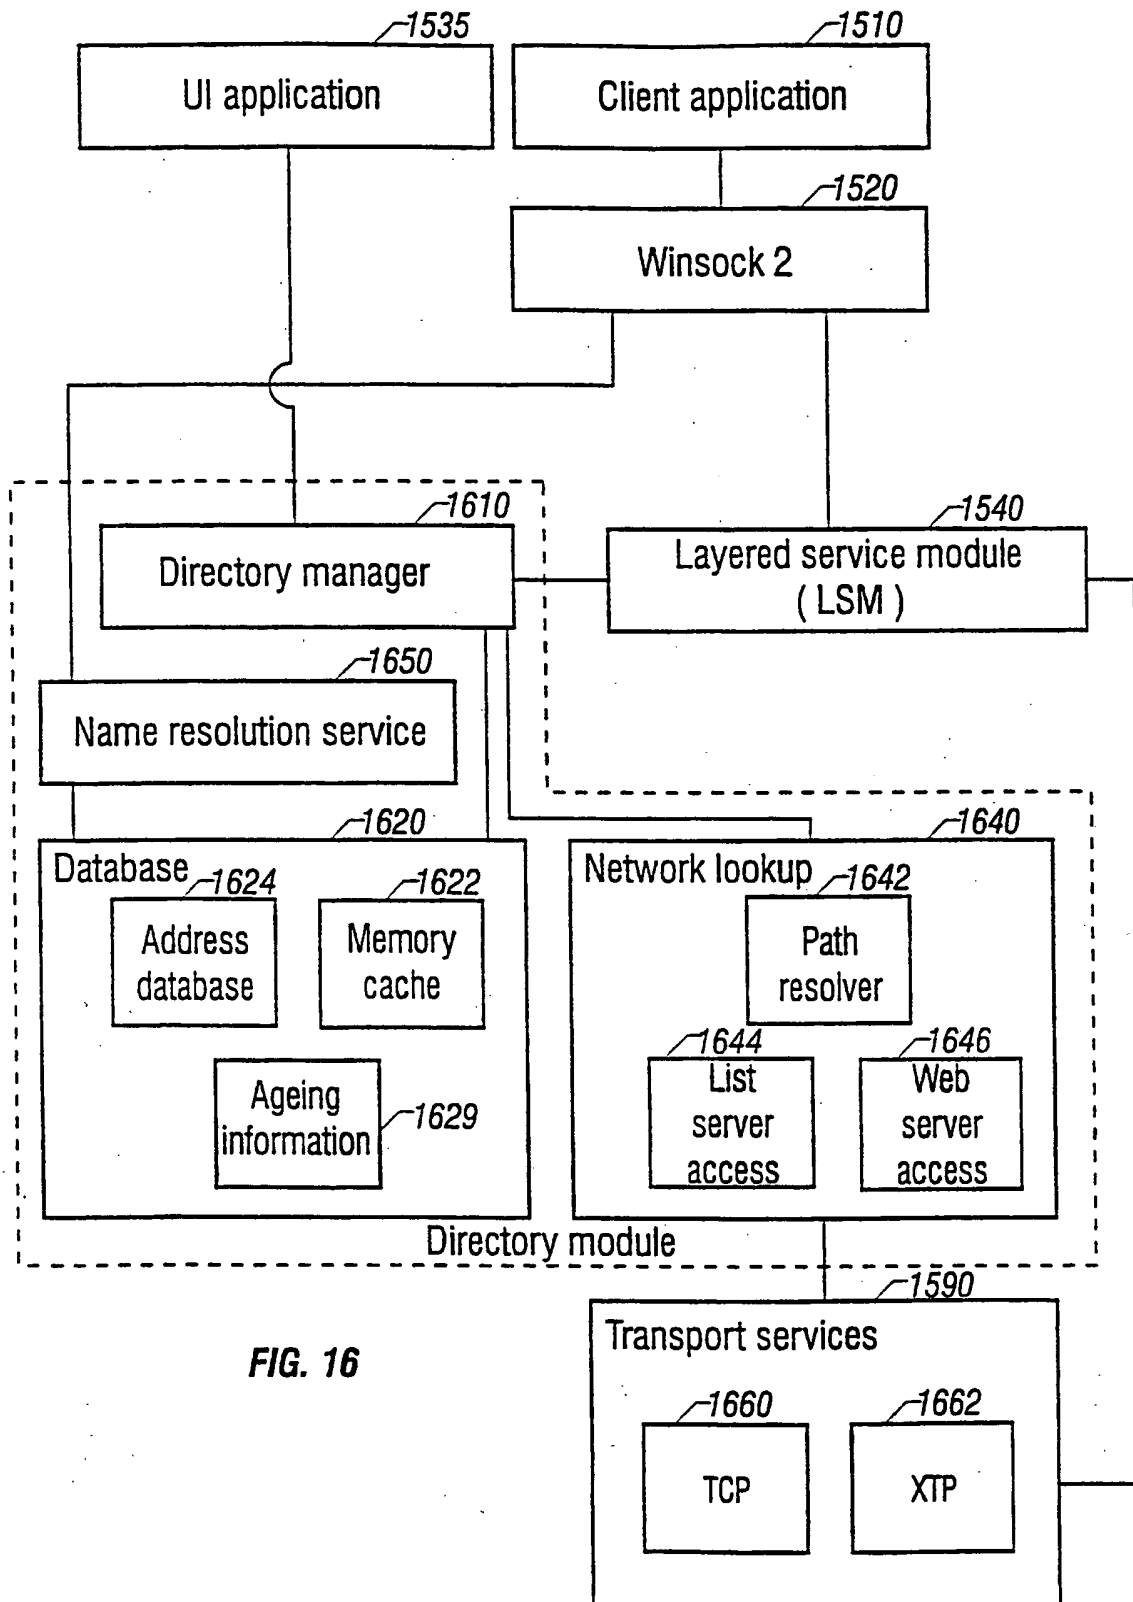 1535
1510
UI application
Client application
1520
Winsock 2
1610
1540
Directory manager
Layered service module
( LSM )
1650
Name resolution service
1620
1640
Database
Network lookup
1624
1622
1642
Address
database
Memory
cache
Path
resolver
1644
1646
Ageing
information
1629
List
server
access
Web
server
access
Directory module
1590
Transport services
FIG. 16
1660
1662
TCP
XTP